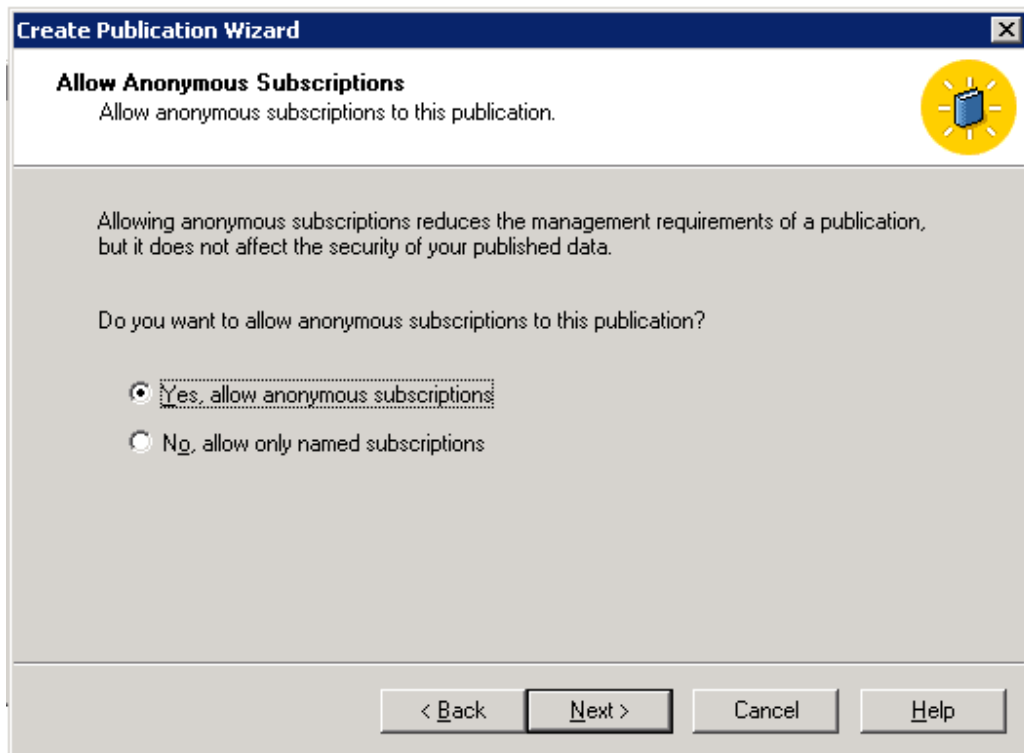 Create Publication Wizard
Allow Anonymous Subscriptions
Allow anonymous subscriptions to this publication.
Allowing anonymous subscriptions reduces the management requirements of a publication,
but it does not affect the security of your published data.
Do you want to allow anonymous subscriptions to this publication?
Yes, allow anonymous subscriptions
No, allow only named subscriptions
< Back Next > Cancel Help